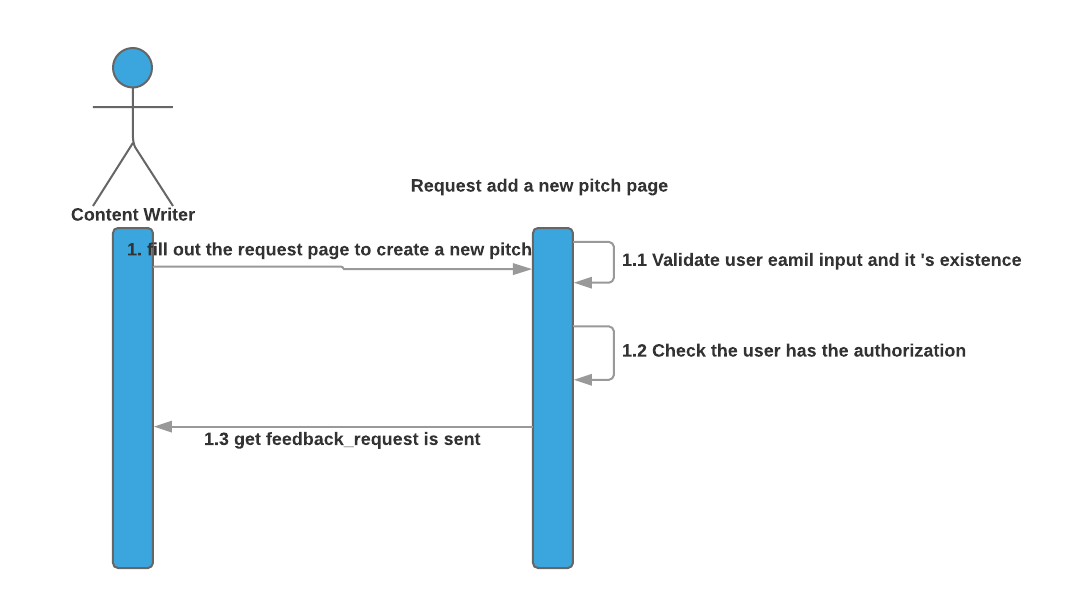 Request add a new pitch page
Content Writer
1. fill out the request page to create a new pitch
1.1 Validate user eamil input and it 's existence
1.2 Check the user has the authorization
1.3 get feedback_request is sent